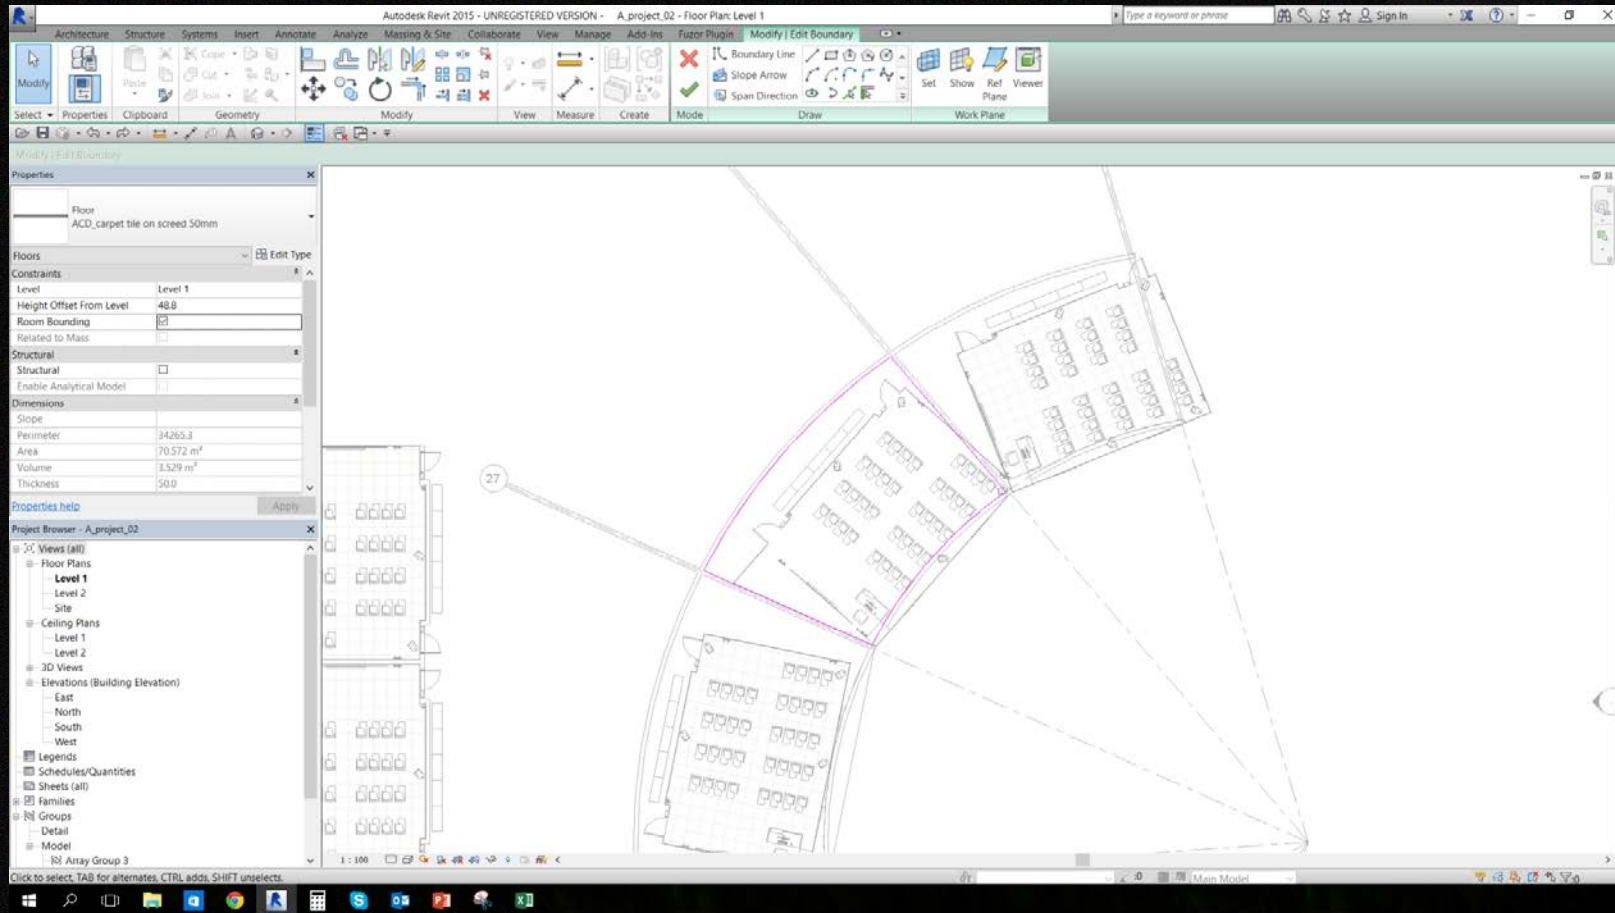 Autodesk Revit 2015 - UNREGISTERED VERSION - A_project_02 - Floor Plan: Level 1
Type a keyword or phrase
Sign In
Architecture Structure Systems Insert Annotate Analyze Massing & Site Collaborate View Manage Add-Ins Fuzor Plugin Modify | Edit Boundary
Modify
Paste
Cope
Cut
Join
Boundary Line
Slope Arrow
Span Direction
Set Show Ref Plane Viewer
Select Properties Clipboard Geometry Modify View Measure Create Mode Draw Work Plane
Modify | Edit Boundary
Properties
Floor
ACD_carpet tile on screed 50mm
Floors
Edit Type
Constraints
Level Level 1
Height Offset From Level 48.8
Room Bounding
Related to Mass
Structural
Structural
Enable Analytical Model
Dimensions
Slope
Perimeter 34265.3
Area 70.572 m²
Volume 3.529 m³
Thickness 50.0
Properties help
Apply
Project Browser - A_project_02
Views (all)
Floor Plans
Level 1
Level 2
Site
Ceiling Plans
Level 1
Level 2
3D Views
Elevations (Building Elevation)
East
North
South
West
Legends
Schedules/Quantities
Sheets (all)
Families
Groups
Detail
Model
Array Group 3
27
1 : 100
Click to select, TAB for alternates, CTRL adds, SHIFT unselects.
:0
Main Model